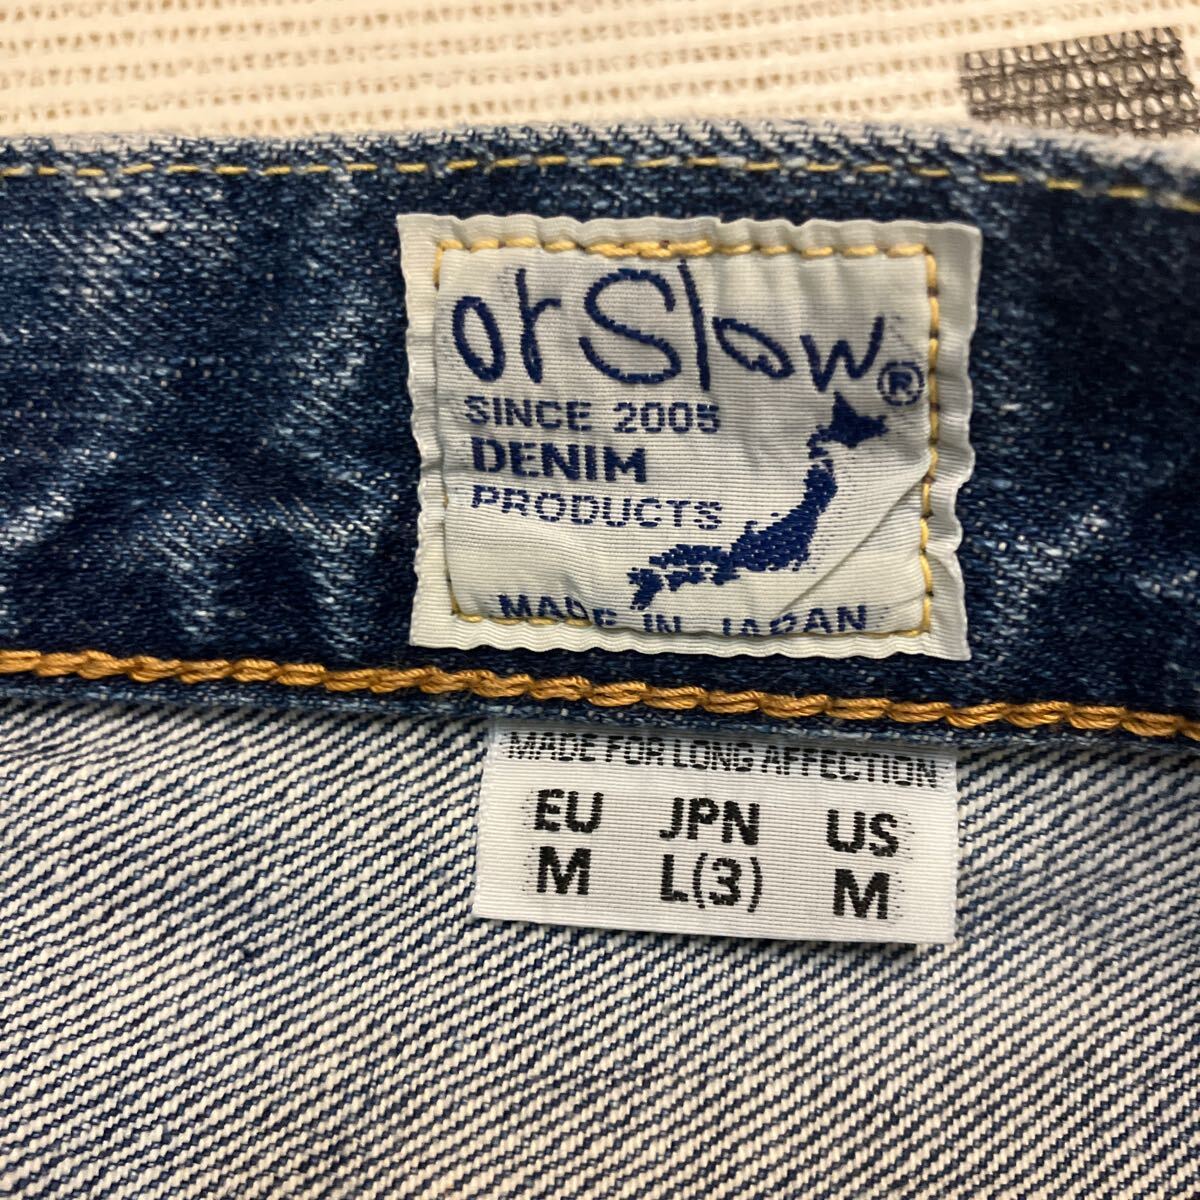 orSlow®
SINCE 2005
DENIM
PRODUCTS
MADE IN JAPAN
MADE FOR LONG AFFECTION
EU JPN US
M L(3) M